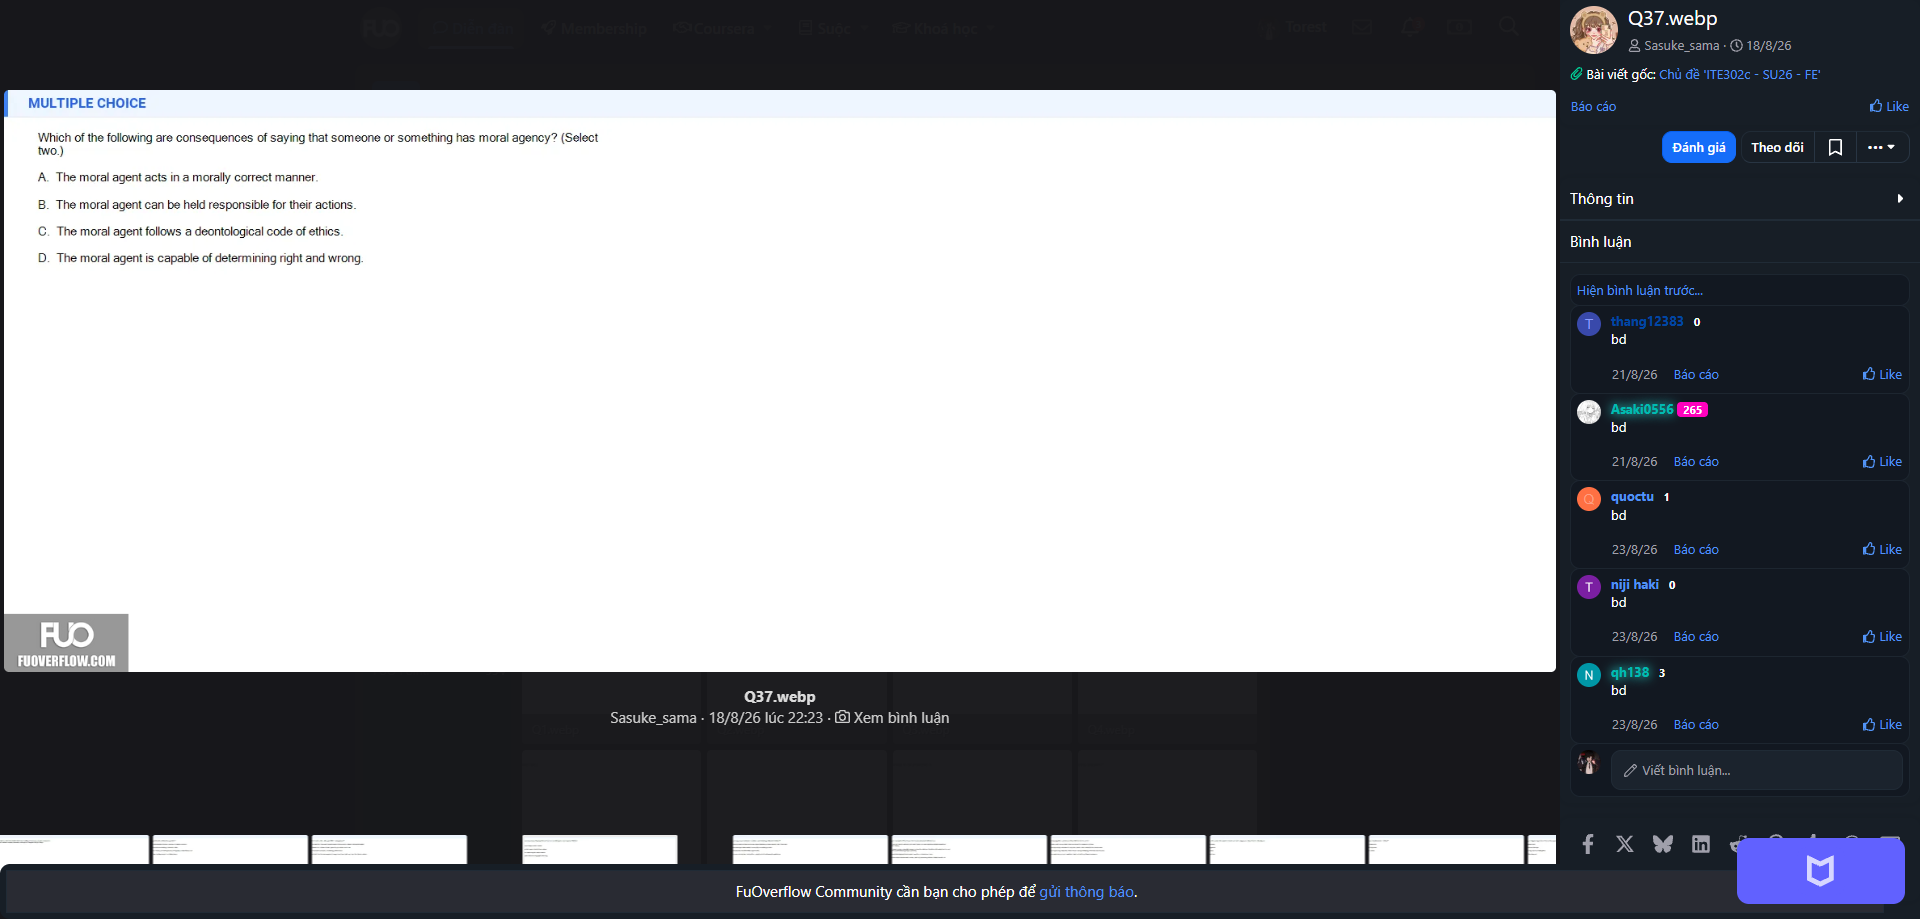 Membership
Coursera
MULTIPLE CHOICE
Which of the following are consequences of saying that someone or something has moral agency? (Select
two.)
A. The moral agent acts in a morally correct manner.
B. The moral agent can be held responsible for their actions.
C. The moral agent follows a deontological code of ethics.
D. The moral agent is capable of determining right and wrong.
FUO
FUOVERFLOW.COM
Q37.webp
Sasuke_sama · 18/8/26 lúc 22:23 · Xem bình luận
FuOverflow Community cần bạn cho phép để gửi thông báo.
Q37.webp
Sasuke_sama · 18/8/26
Bài viết gốc: Chủ đề 'ITE302c - SU26 - FE'
Báo cáo Like
Đánh giá Theo dõi
Thông tin
Bình luận
Hiện bình luận trước...
T thang12383 0
bd
21/8/26 Báo cáo Like
Asaki0556 265
bd
21/8/26 Báo cáo Like
Q quoctu 1
bd
23/8/26 Báo cáo Like
T niji haki 0
bd
23/8/26 Báo cáo Like
N qh138 3
bd
23/8/26 Báo cáo Like
Viết bình luận...